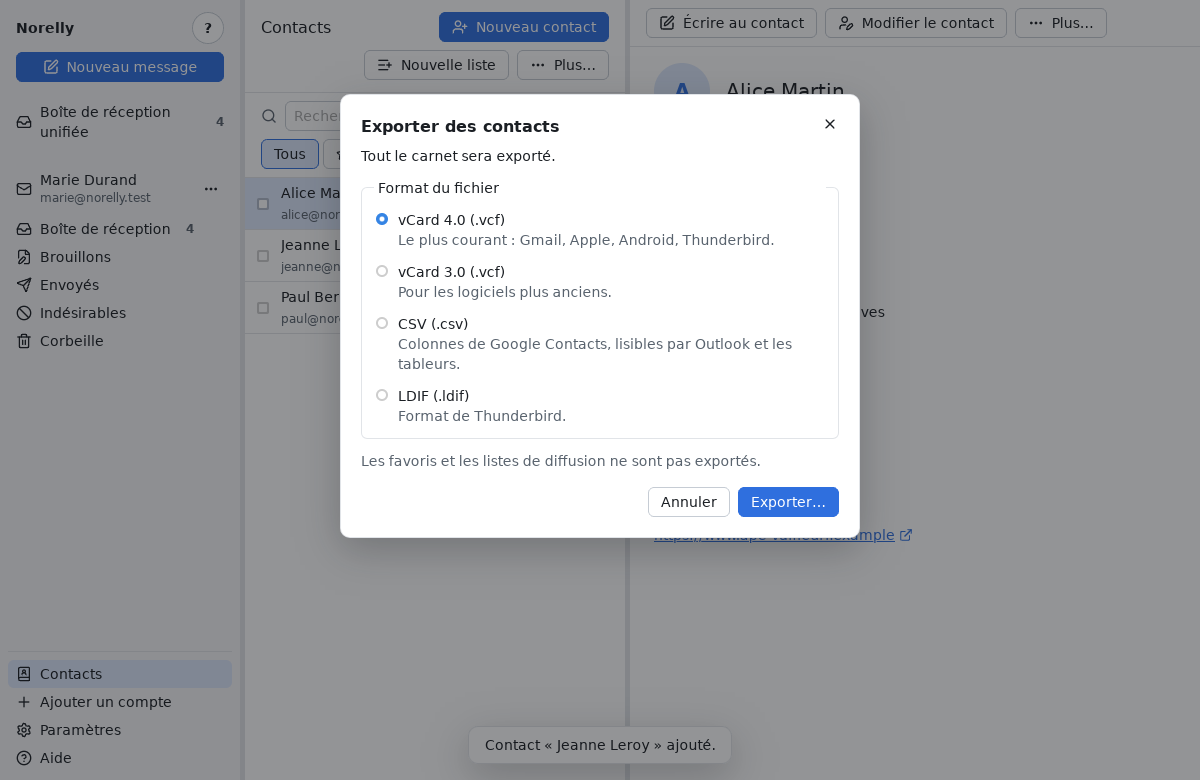 Norelly
?
Nouveau message
Boîte de réception
unifiée
4
Marie Durand
marie@norelly.test
Boîte de réception 4
Brouillons
Envoyés
Indésirables
Corbeille
Contacts
Ajouter un compte
Paramètres
Aide
Contacts
Nouveau contact
Nouvelle liste
Plus…
Tous
Jeanne L
Écrire au contact
Modifier le contact
Plus…
Alice Martin
Exporter des contacts
Tout le carnet sera exporté.
Format du fichier
vCard 4.0 (.vcf)
Le plus courant : Gmail, Apple, Android, Thunderbird.
vCard 3.0 (.vcf)
Pour les logiciels plus anciens.
CSV (.csv)
Colonnes de Google Contacts, lisibles par Outlook et les
tableurs.
LDIF (.ldif)
Format de Thunderbird.
Les favoris et les listes de diffusion ne sont pas exportés.
Annuler
Exporter…
Contact « Jeanne Leroy » ajouté.